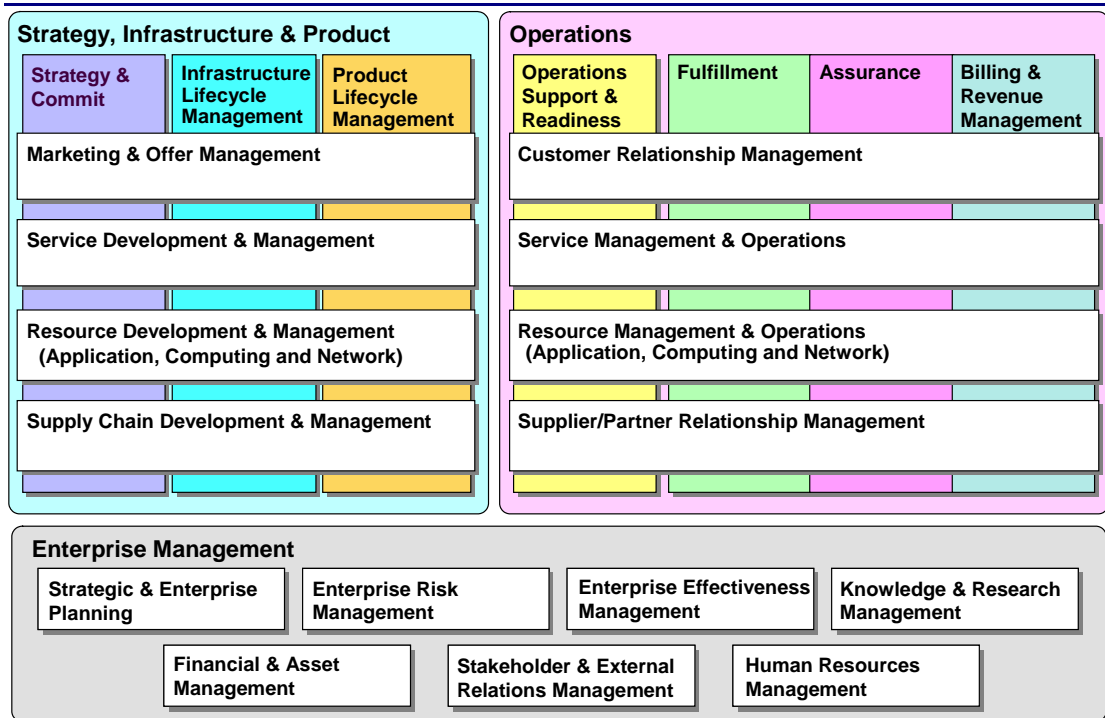 Strategy, Infrastructure & Product
Strategy &
Commit
Infrastructure
Lifecycle
Management
Product
Lifecycle
Management
Marketing & Offer Management
Service Development & Management
Resource Development & Management
(Application, Computing and Network)
Supply Chain Development & Management
Operations
Operations
Support &
Readiness
Fulfillment
Assurance
Billing &
Revenue
Management
Customer Relationship Management
Service Management & Operations
Resource Management & Operations
(Application, Computing and Network)
Supplier/Partner Relationship Management
Enterprise Management
Strategic & Enterprise
Planning
Enterprise Risk
Management
Enterprise Effectiveness
Management
Knowledge & Research
Management
Financial & Asset
Management
Stakeholder & External
Relations Management
Human Resources
Management